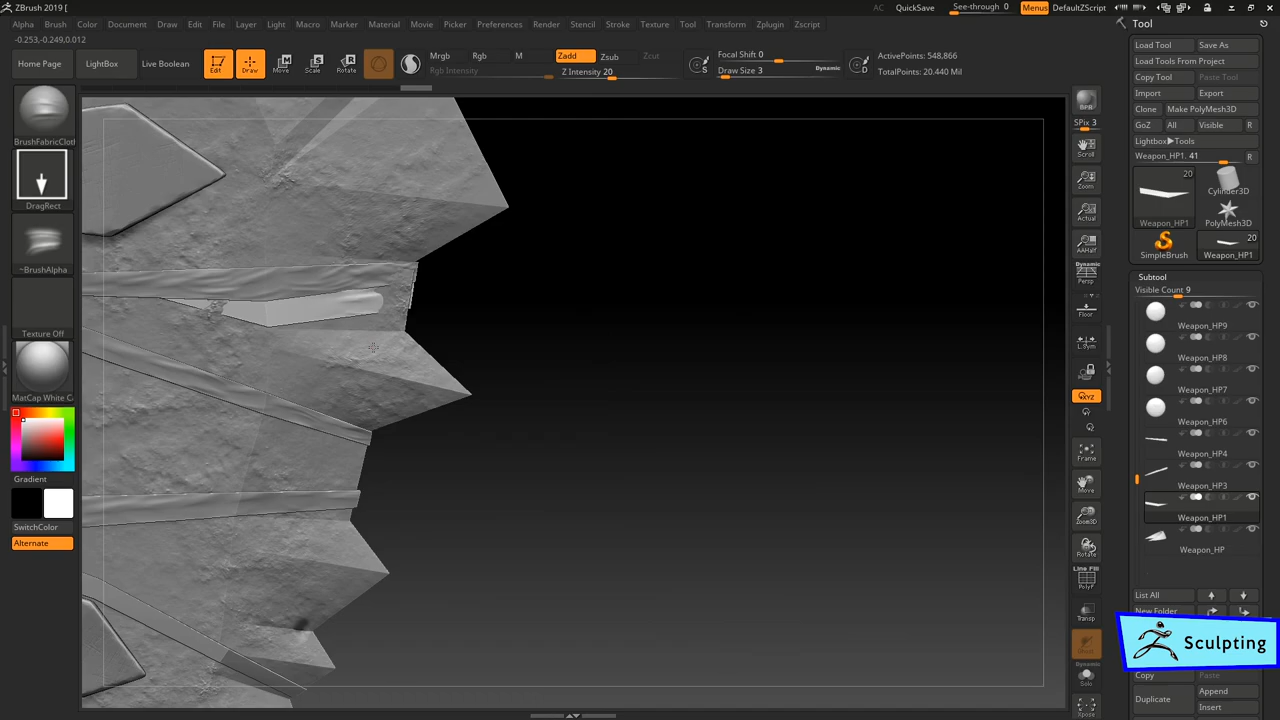 ZBrush 2019 [
AC QuickSave See-through 0 Menus DefaultZScript
Alpha Brush Color Document Draw Edit File Layer Light Macro Marker Material Movie Picker Preferences Render Stencil Stroke Texture Tool Transform Zplugin Zscript
-0.253,-0.249,0.012
Home Page LightBox Live Boolean
Edit Draw Move Scale Rotate
Mrgb Rgb M
Rgb Intensity
Zadd Zsub Zcut
Z Intensity 20
S
Focal Shift 0
Draw Size 3 Dynamic
D
ActivePoints: 548,866
TotalPoints: 20.440 Mil
BrushFabricClot
DragRect
~BrushAlpha
Texture Off
MatCap White C
Gradient
SwitchColor
Alternate
BPR
SPix 3
Scroll
Zoom
Actual
AAHalf
Dynamic
Persp
Floor
L.Sym
XYZ
Frame
Move
Zoom3D
Rotate
Line Fill
PolyF
Transp
Ghost
Dynamic
Solo
Xpose
Tool
Load Tool Save As
Load Tools From Project
Copy Tool Paste Tool
Import Export
Clone Make PolyMesh3D
GoZ All Visible R
Lightbox▶Tools
Weapon_HP1. 41 R
20
Weapon_HP1
Cylinder3D
PolyMesh3D
SimpleBrush
20
Weapon_HP1
Subtool
Visible Count 9
Weapon_HP9
Weapon_HP8
Weapon_HP7
Weapon_HP6
Weapon_HP4
Weapon_HP3
Weapon_HP1
Weapon_HP
List All
New Folder
Sculpting
Copy Paste
Duplicate
Append
Insert